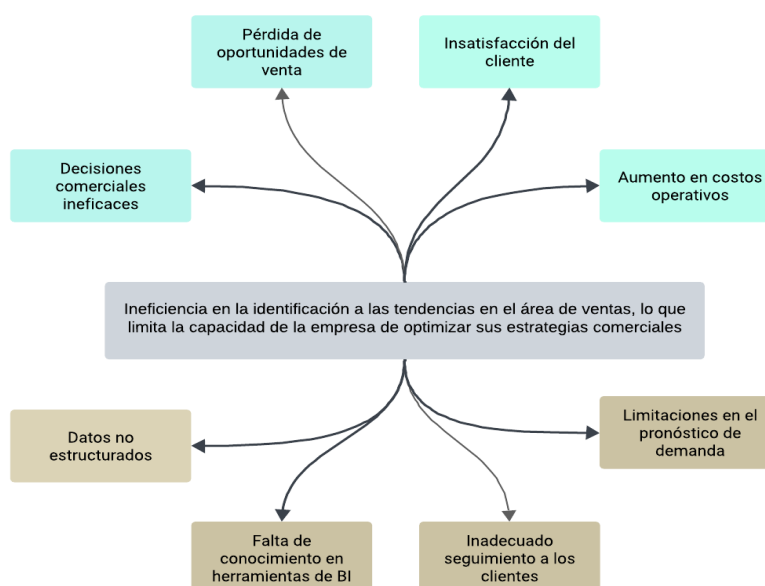 Pérdida de
oportunidades de
venta
Insatisfacción del
cliente
Decisiones
comerciales
ineficaces
Aumento en costos
operativos
Ineficiencia en la identificación a las tendencias en el área de ventas, lo que
limita la capacidad de la empresa de optimizar sus estrategias comerciales
Datos no
estructurados
Limitaciones en el
pronóstico de
demanda
Falta de
conocimiento en
herramientas de BI
Inadecuado
seguimiento a los
clientes